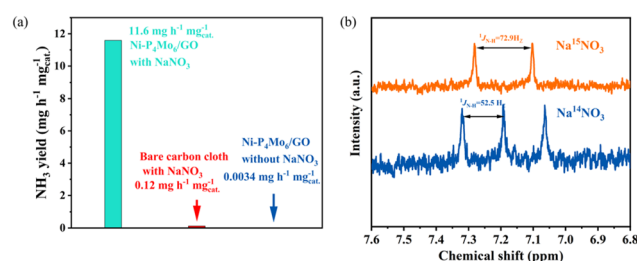 (a)
NH3 yield (mg h-1 mg-1cat.)
12
10
8
6
4
2
0
11.6 mg h-1 mg-1cat.
Ni-P4Mo6/GO
with NaNO3
Bare carbon cloth
with NaNO3
0.12 mg h-1 mg-1cat.
Ni-P4Mo6/GO
without NaNO3
0.0034 mg h-1 mg-1cat.
(b)
Intensity (a.u.)
1JN-H=72.9HZ
Na15NO3
1JN-H=52.5 H
Na14NO3
7.6 7.5 7.4 7.3 7.2 7.1 7.0 6.9 6.8
Chemical shift (ppm)